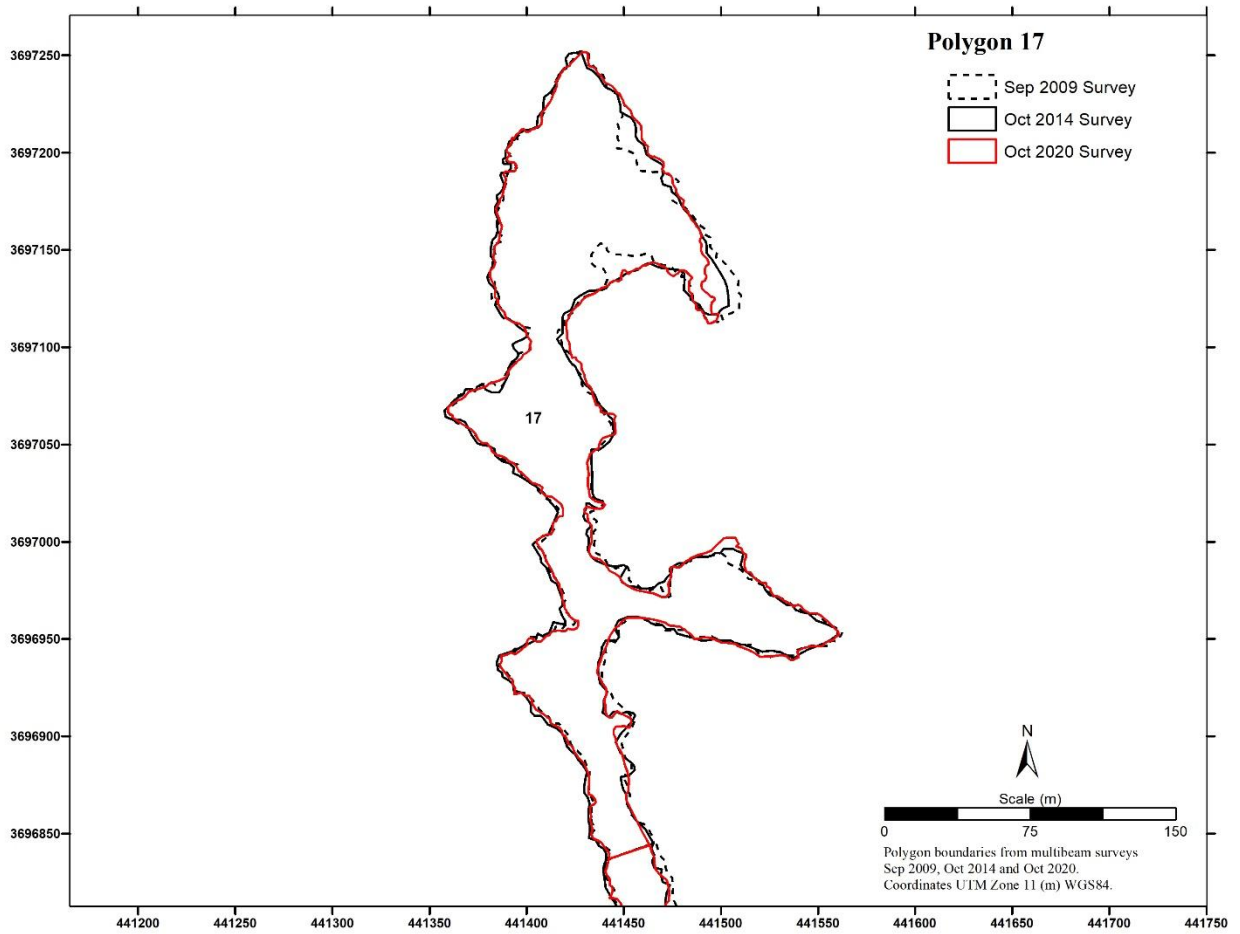 Polygon 17
Sep 2009 Survey
Oct 2014 Survey
Oct 2020 Survey
3697250
3697200
3697150
3697100
3697050
3697000
3696950
3696900
3696850
17
N
Scale (m)
0 75 150
Polygon boundaries from multibeam surveys
Sep 2009, Oct 2014 and Oct 2020.
Coordinates UTM Zone 11 (m) WGS84.
441200 441250 441300 441350 441400 441450 441500 441550 441600 441650 441700 441750